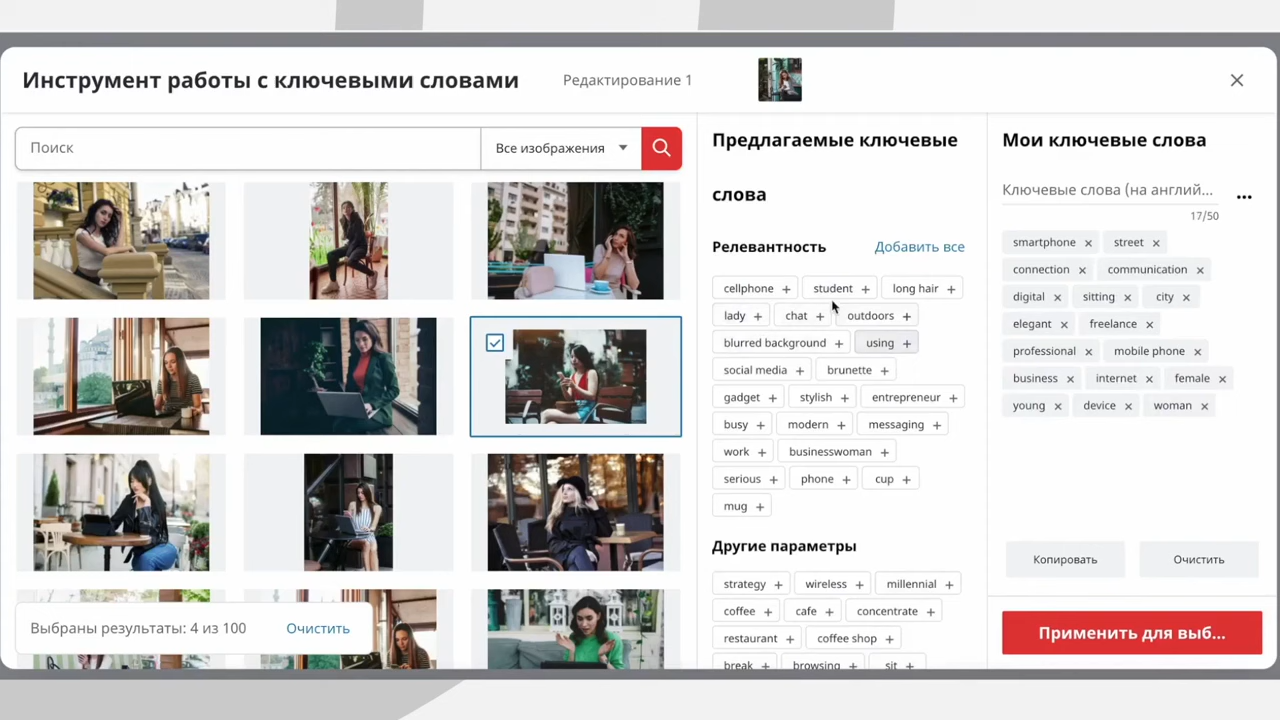 Инструмент работы с ключевыми словами
Редактирование 1
Поиск
Все изображения
Выбраны результаты: 4 из 100
Очистить
Предлагаемые ключевые
слова
Релевантность
Добавить все
cellphone +
student +
long hair +
lady +
chat +
outdoors +
blurred background +
using +
social media +
brunette +
gadget +
stylish +
entrepreneur +
busy +
modern +
messaging +
work +
businesswoman +
serious +
phone +
cup +
mug +
Другие параметры
strategy +
wireless +
millennial +
coffee +
cafe +
concentrate +
restaurant +
coffee shop +
break +
browsing +
sit +
Мои ключевые слова
Ключевые слова (на англий...
17/50
smartphone ×
street ×
connection ×
communication ×
digital ×
sitting ×
city ×
elegant ×
freelance ×
professional ×
mobile phone ×
business ×
internet ×
female ×
young ×
device ×
woman ×
Копировать
Очистить
Применить для выб...